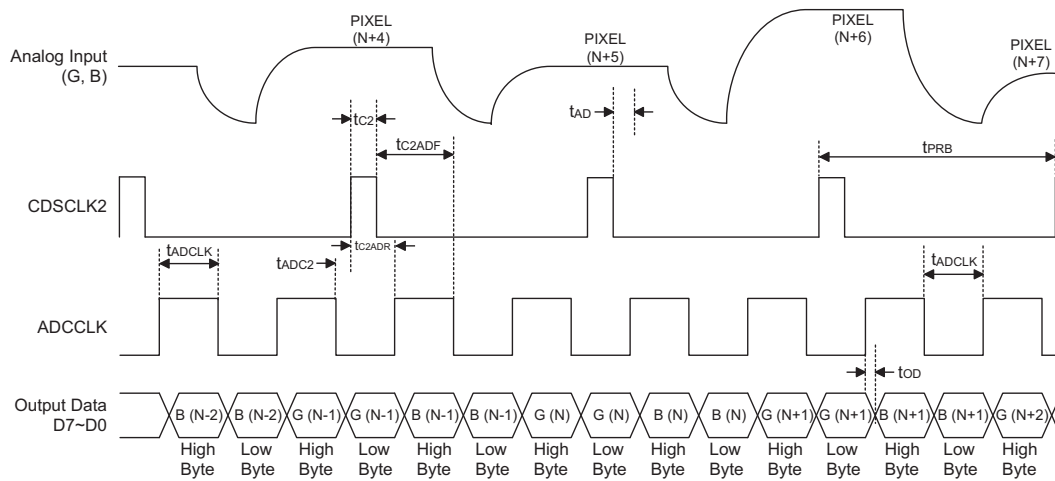 Analog Input
(G, B)
PIXEL
(N+4)
PIXEL
(N+5)
PIXEL
(N+6)
PIXEL
(N+7)
tC2
tAD
tC2ADF
tPRB
CDSCLK2
tADCLK
tC2ADR
tADC2
tADCLK
ADCCLK
tOD
Output Data
D7~D0
B (N-2) B (N-2) G (N-1) G (N-1) B (N-1) B (N-1) G (N) G (N) B (N) B (N) G (N+1) G (N+1) B (N+1) B (N+1) G (N+2)
High Low High Low High Low High Low High Low High Low High Low High
Byte Byte Byte Byte Byte Byte Byte Byte Byte Byte Byte Byte Byte Byte Byte